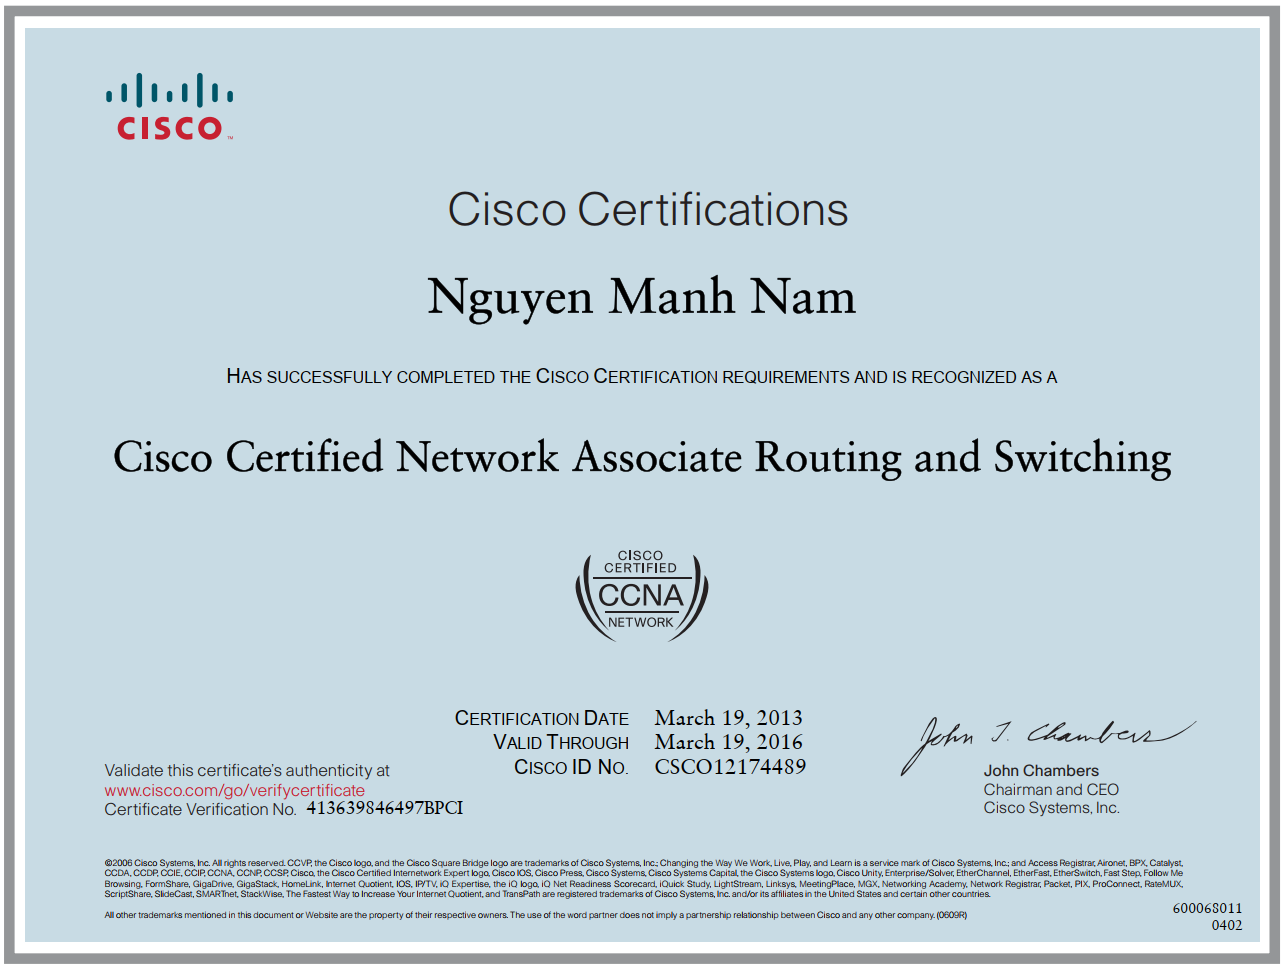 CISCO™
Cisco Certifications
Nguyen Manh Nam
HAS SUCCESSFULLY COMPLETED THE CISCO CERTIFICATION REQUIREMENTS AND IS RECOGNIZED AS A
Cisco Certified Network Associate Routing and Switching
CISCO
CERTIFIED
CCNA
NETWORK
CERTIFICATION DATE March 19, 2013
VALID THROUGH March 19, 2016
CISCO ID NO. CSCO12174489
Validate this certificate's authenticity at
www.cisco.com/go/verifycertificate
Certificate Verification No. 413639846497BPCI
John T. Chambers
John Chambers
Chairman and CEO
Cisco Systems, Inc.
©2006 Cisco Systems, Inc. All rights reserved. CCVP, the Cisco logo, and the Cisco Square Bridge logo are trademarks of Cisco Systems, Inc.; Changing the Way We Work, Live, Play, and Learn is a service mark of Cisco Systems, Inc.; and Access Registrar, Aironet, BPX, Catalyst,
CCDA, CCDP, CCIE, CCIP, CCNA, CCNP, CCSP, Cisco, the Cisco Certified Internetwork Expert logo, Cisco IOS, Cisco Press, Cisco Systems, Cisco Systems Capital, the Cisco Systems logo, Cisco Unity, Enterprise/Solver, EtherChannel, EtherFast, EtherSwitch, Fast Step, Follow Me
Browsing, FormShare, GigaDrive, GigaStack, HomeLink, Internet Quotient, IOS, IP/TV, iQ Expertise, the iQ logo, iQ Net Readiness Scorecard, iQuick Study, LightStream, Linksys, MeetingPlace, MGX, Networking Academy, Network Registrar, Packet, PIX, ProConnect, RateMUX,
ScriptShare, SlideCast, SMARTnet, StackWise, The Fastest Way to Increase Your Internet Quotient, and TransPath are registered trademarks of Cisco Systems, Inc. and/or its affiliates in the United States and certain other countries.
All other trademarks mentioned in this document or Website are the property of their respective owners. The use of the word partner does not imply a partnership relationship between Cisco and any other company. (0609R)
600068011
0402